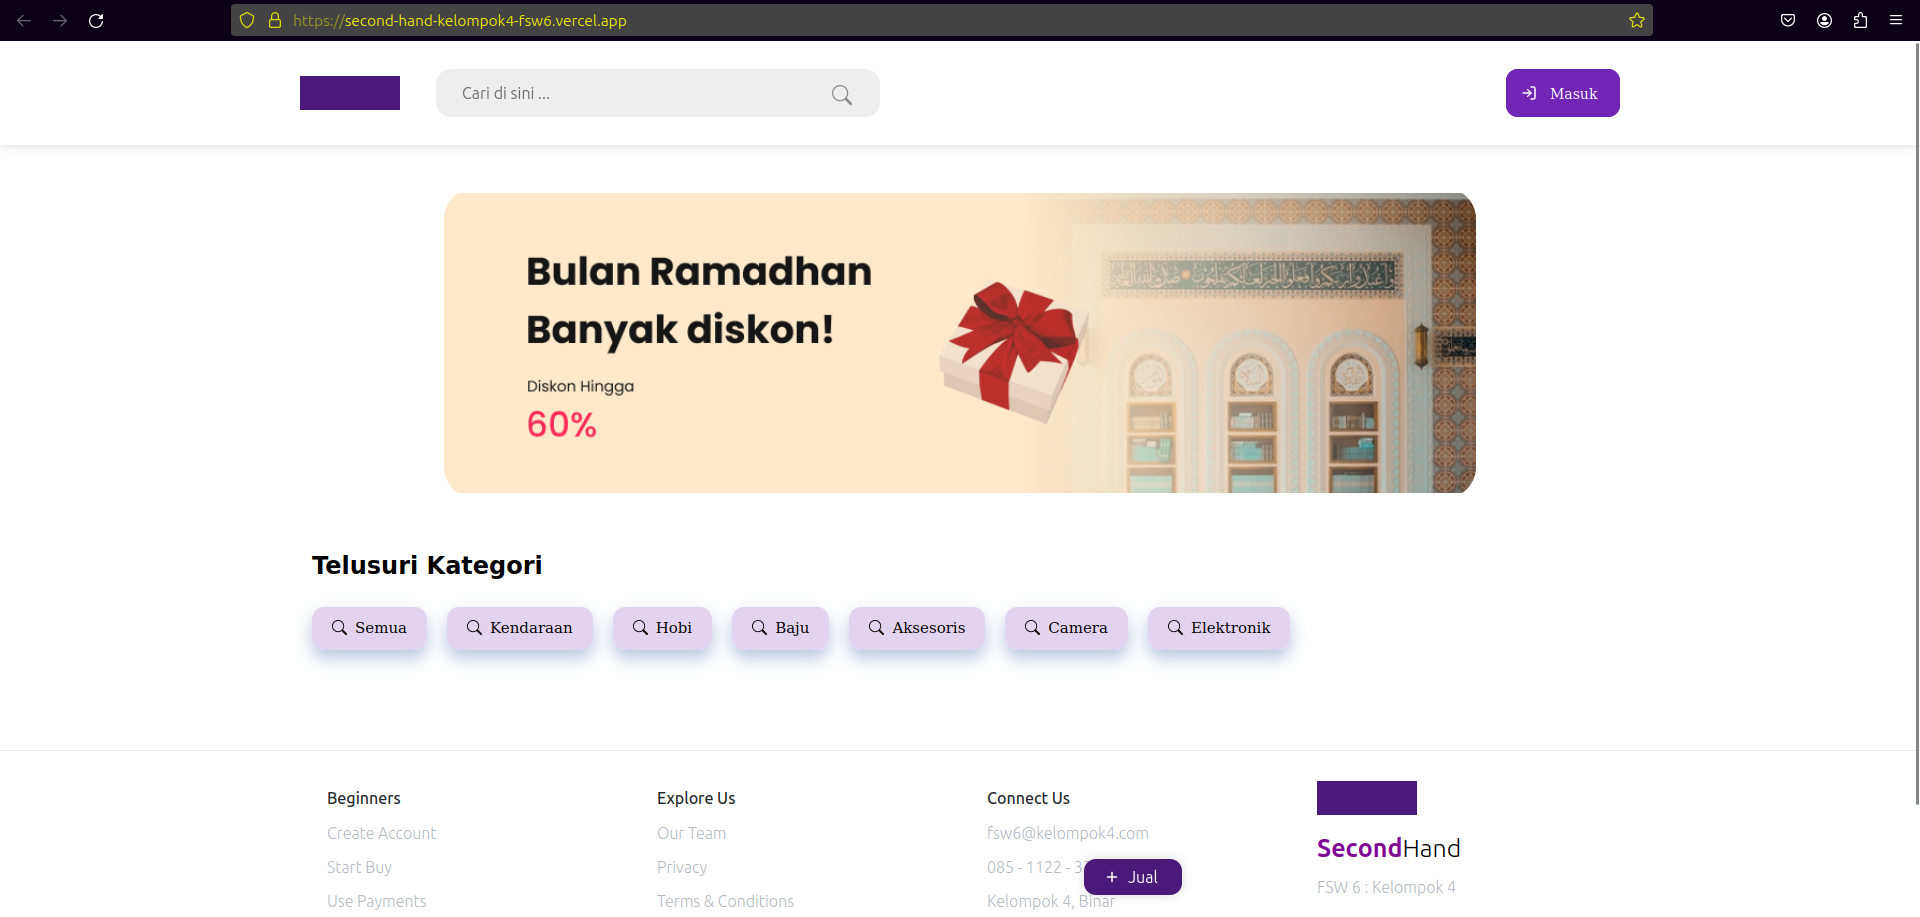 https://second-hand-kelompok4-fsw6.vercel.app
Cari di sini ...
Masuk
Bulan Ramadhan
Banyak diskon!
Diskon Hingga
60%
Telusuri Kategori
Semua
Kendaraan
Hobi
Baju
Aksesoris
Camera
Elektronik
Beginners
Create Account
Start Buy
Use Payments
Explore Us
Our Team
Privacy
Terms & Conditions
Connect Us
fsw6@kelompok4.com
085 - 1122 -
Kelompok 4, Binar
+ Jual
SecondHand
FSW 6 : Kelompok 4